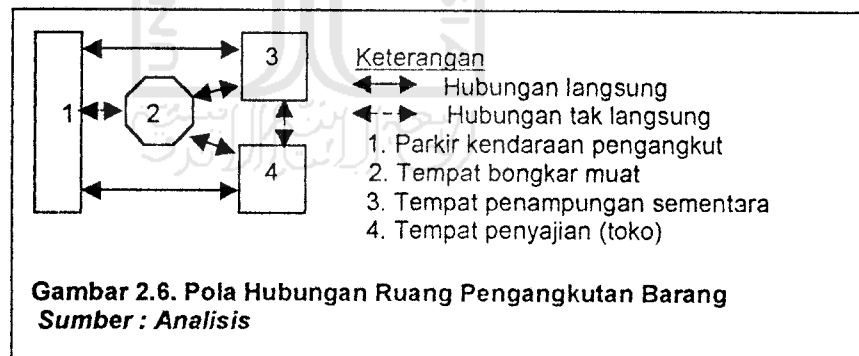 1
2
3
4
Keterangan
Hubungan langsung
Hubungan tak langsung
1. Parkir kendaraan pengangkut
2. Tempat bongkar muat
3. Tempat penampungan sementara
4. Tempat penyajian (toko)
Gambar 2.6. Pola Hubungan Ruang Pengangkutan Barang
Sumber : Analisis